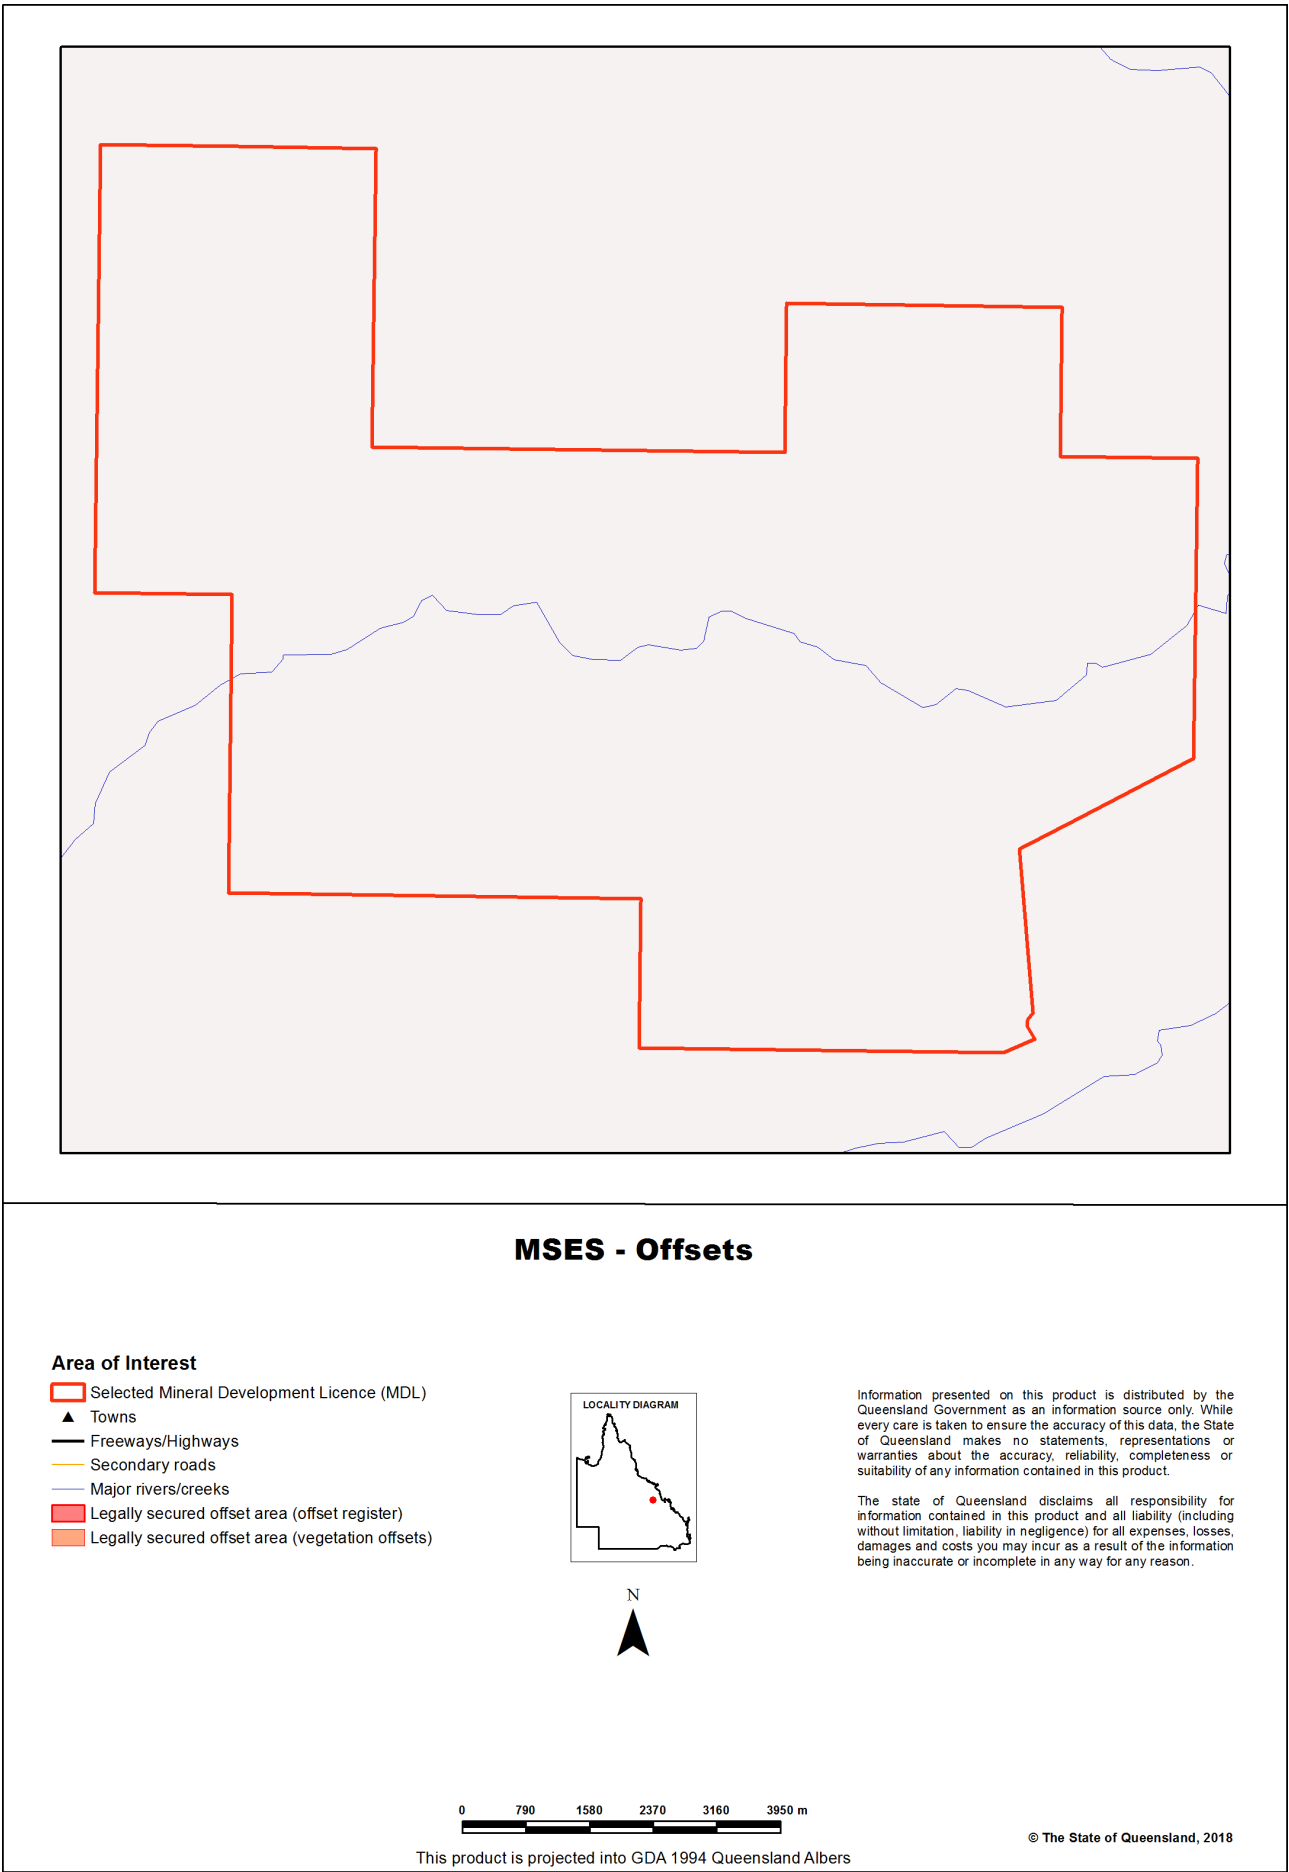 MSES - Offsets
Area of Interest
Selected Mineral Development Licence (MDL)
Towns
Freeways/Highways
Secondary roads
Major rivers/creeks
Legally secured offset area (offset register)
Legally secured offset area (vegetation offsets)
LOCALITY DIAGRAM
N
Information presented on this product is distributed by the
Queensland Government as an information source only. While
every care is taken to ensure the accuracy of this data, the State
of Queensland makes no statements, representations or
warranties about the accuracy, reliability, completeness or
suitability of any information contained in this product.
The state of Queensland disclaims all responsibility for
information contained in this product and all liability (including
without limitation, liability in negligence) for all expenses, losses,
damages and costs you may incur as a result of the information
being inaccurate or incomplete in any way for any reason.
0 790 1580 2370 3160 3950 m
This product is projected into GDA 1994 Queensland Albers
© The State of Queensland, 2018